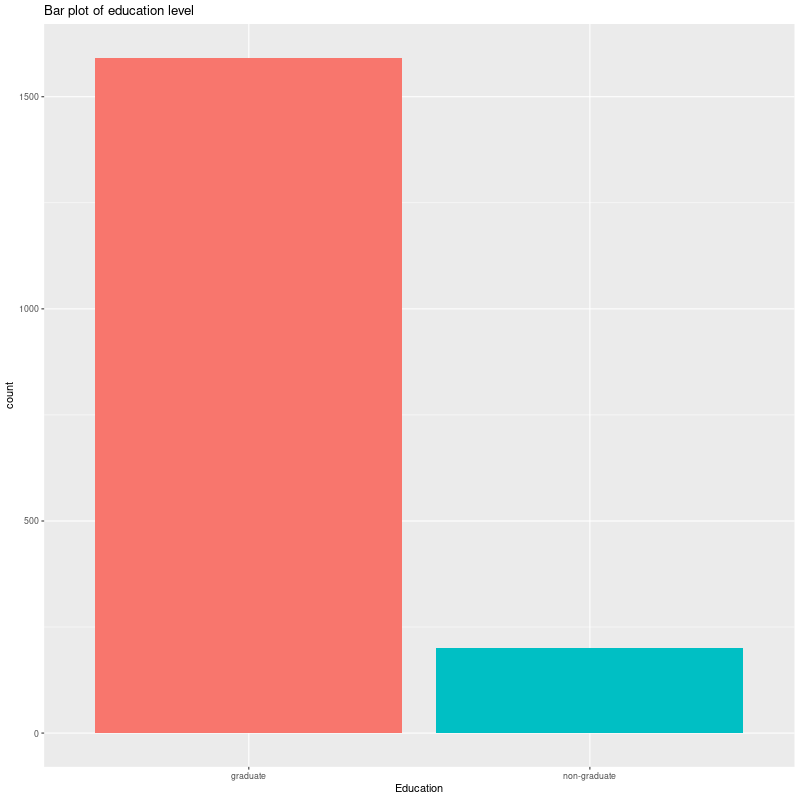 Bar plot of education level
1500
1000
500
0
count
graduate non-graduate
Education